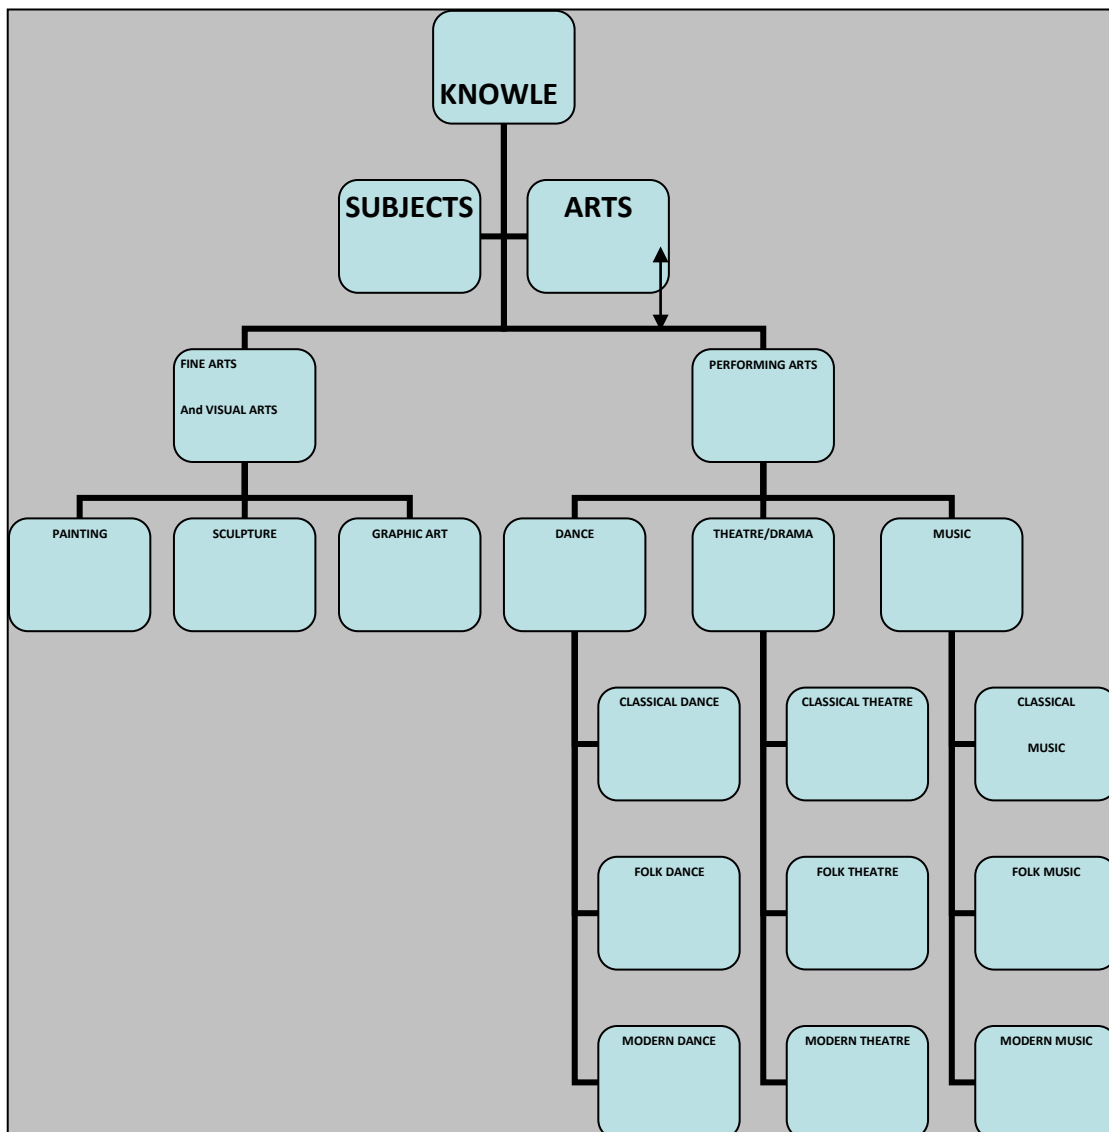 KNOWLE
SUBJECTS
ARTS
FINE ARTS
And VISUAL ARTS
PERFORMING ARTS
PAINTING
SCULPTURE
GRAPHIC ART
DANCE
THEATRE/DRAMA
MUSIC
CLASSICAL DANCE
CLASSICAL THEATRE
CLASSICAL
MUSIC
FOLK DANCE
FOLK THEATRE
FOLK MUSIC
MODERN DANCE
MODERN THEATRE
MODERN MUSIC